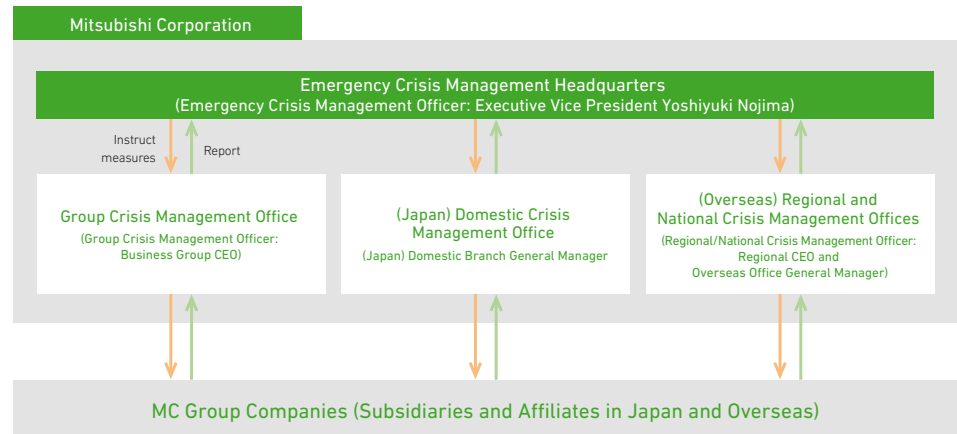 Mitsubishi Corporation
Emergency Crisis Management Headquarters
(Emergency Crisis Management Officer: Executive Vice President Yoshiyuki Nojima)
Instruct
measures
Report
Group Crisis Management Office
(Group Crisis Management Officer:
Business Group CEO)
(Japan) Domestic Crisis
Management Office
(Japan) Domestic Branch General Manager
(Overseas) Regional and
National Crisis Management Offices
(Regional/National Crisis Management Officer:
Regional CEO and
Overseas Office General Manager)
MC Group Companies (Subsidiaries and Affiliates in Japan and Overseas)